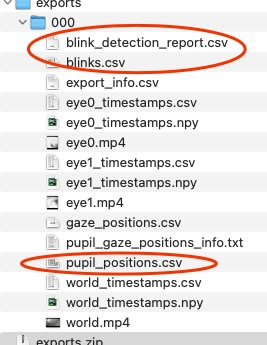 exports
000
blink_detection_report.csv
blinks.csv
export_info.csv
eye0_timestamps.csv
eye0_timestamps.npy
eye0.mp4
eye1_timestamps.csv
eye1_timestamps.npy
eye1.mp4
gaze_positions.csv
pupil_gaze_positions_info.txt
pupil_positions.csv
world_timestamps.csv
world_timestamps.npy
world.mp4
exports.zip